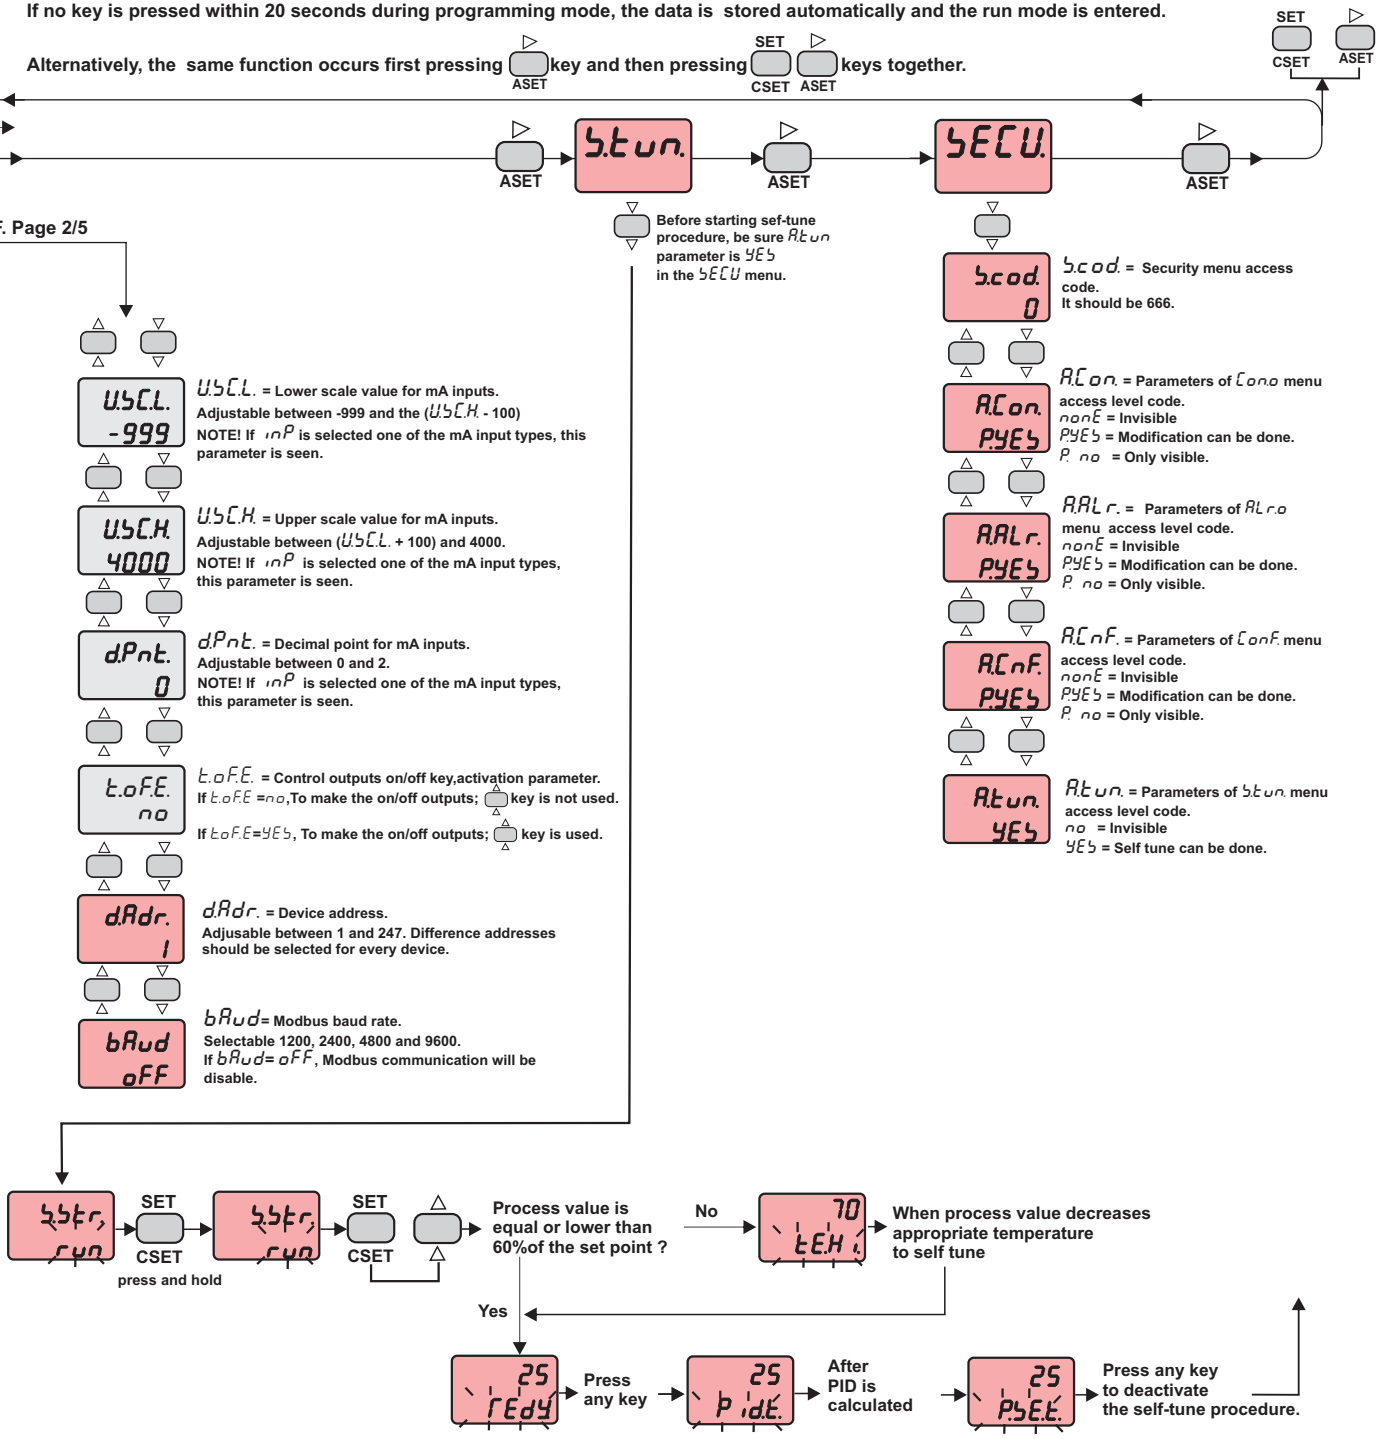 If no key is pressed within 20 seconds during programming mode, the data is stored automatically and the run mode is entered.
SET
CSET
ASET
Alternatively, the same function occurs first pressing key and then pressing keys together.
ASET
SET
CSET
ASET
ASET
S.tun.
ASET
SECU.
ASET
F. Page 2/5
Before starting sef-tune
procedure, be sure A.tun
parameter is YES
in the SECU menu.
U.SC.L.
-999
U.SC.L. = Lower scale value for mA inputs.
Adjustable between -999 and the (U.SC.H. - 100)
NOTE! If inP is selected one of the mA input types, this
parameter is seen.
U.SC.H.
4000
U.SC.H. = Upper scale value for mA inputs.
Adjustable between (U.SC.L. + 100) and 4000.
NOTE! If inP is selected one of the mA input types,
this parameter is seen.
d.Pnt.
0
d.Pnt. = Decimal point for mA inputs.
Adjustable between 0 and 2.
NOTE! If inP is selected one of the mA input types,
this parameter is seen.
t.oF.E.
no
t.oF.E. = Control outputs on/off key,activation parameter.
If t.oF.E =no,To make the on/off outputs; key is not used.
If t.oF.E=YES, To make the on/off outputs; key is used.
d.Adr.
1
d.Adr. = Device address.
Adjusable between 1 and 247. Difference addresses
should be selected for every device.
bAud
oFF
bAud= Modbus baud rate.
Selectable 1200, 2400, 4800 and 9600.
If bAud= oFF, Modbus communication will be
disable.
S.cod.
0
S.cod. = Security menu access
code.
It should be 666.
A.Con.
P.YES
A.Con. = Parameters of Con.o menu
access level code.
nonE = Invisible
P.YES = Modification can be done.
P. no = Only visible.
A.ALr.
P.YES
A.ALr. = Parameters of ALr.o
menu access level code.
nonE = Invisible
P.YES = Modification can be done.
P. no = Only visible.
A.CnF.
P.YES
A.CnF. = Parameters of ConF. menu
access level code.
nonE = Invisible
P.YES = Modification can be done.
P. no = Only visible.
A.tun.
YES
A.tun. = Parameters of S.tun. menu
access level code.
no = Invisible
YES = Self tune can be done.
S.Str.
run
SET
CSET
press and hold
S.Str.
run
SET
CSET
Process value is
equal or lower than
60%of the set point ?
No
70
tE.Hi.
When process value decreases
appropriate temperature
to self tune
Yes
25
rEdy
Press
any key
25
Pid.t.
After
PID is
calculated
25
P.SE.t.
Press any key
to deactivate
the self-tune procedure.